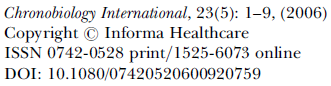 Chronobiology International, 23(5): 1–9, (2006)
Copyright © Informa Healthcare
ISSN 0742-0528 print/1525-6073 online
DOI: 10.1080/07420520600920759